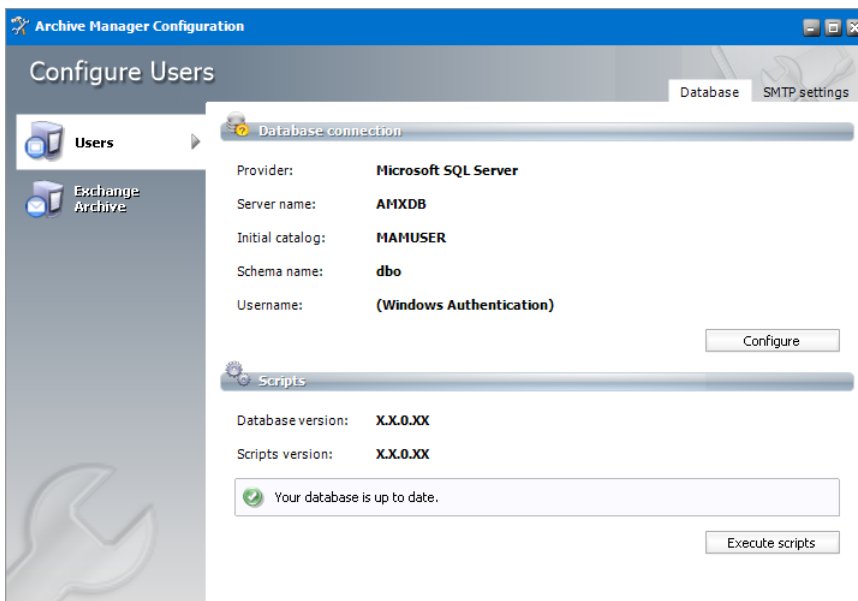 Archive Manager Configuration
Configure Users
Database SMTP settings
Users
Exchange
Archive
Database connection
Provider: Microsoft SQL Server
Server name: AMXDB
Initial catalog: MAMUSER
Schema name: dbo
Username: (Windows Authentication)
Configure
Scripts
Database version: X.X.0.XX
Scripts version: X.X.0.XX
Your database is up to date.
Execute scripts